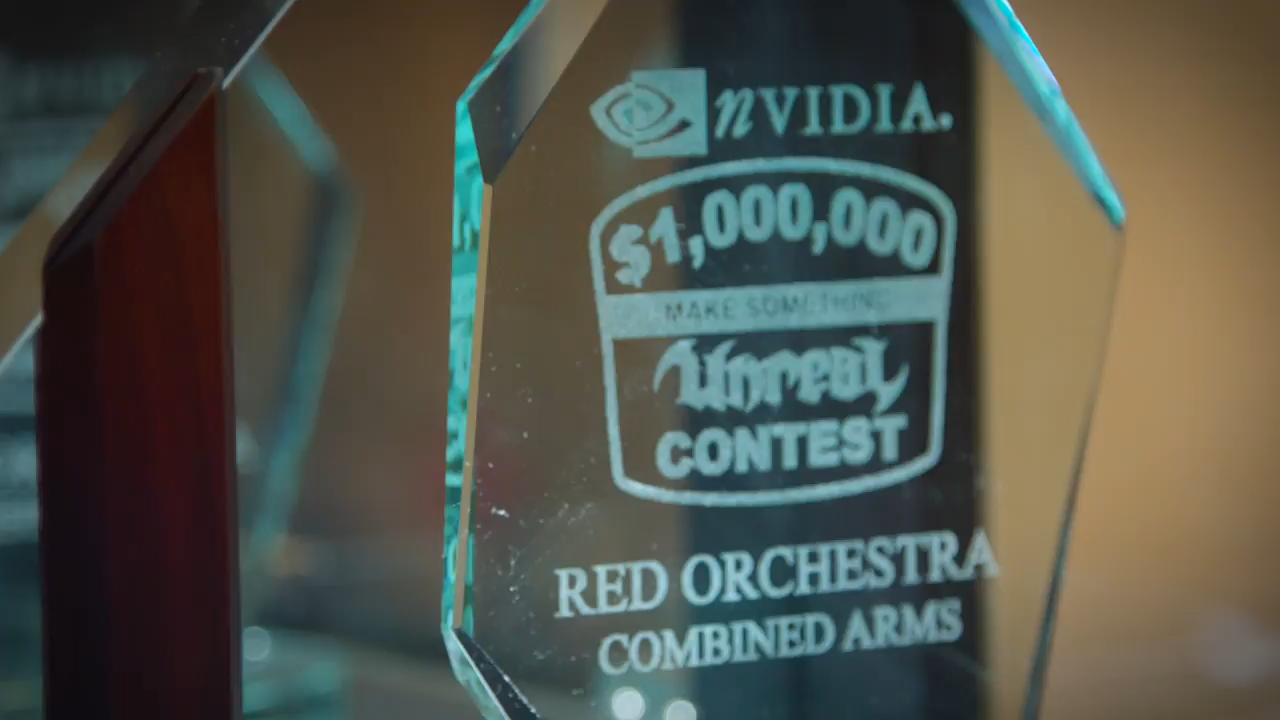 nVIDIA.
$1,000,000
MAKE SOMETHING
Unreal
CONTEST
RED ORCHESTRA
COMBINED ARMS